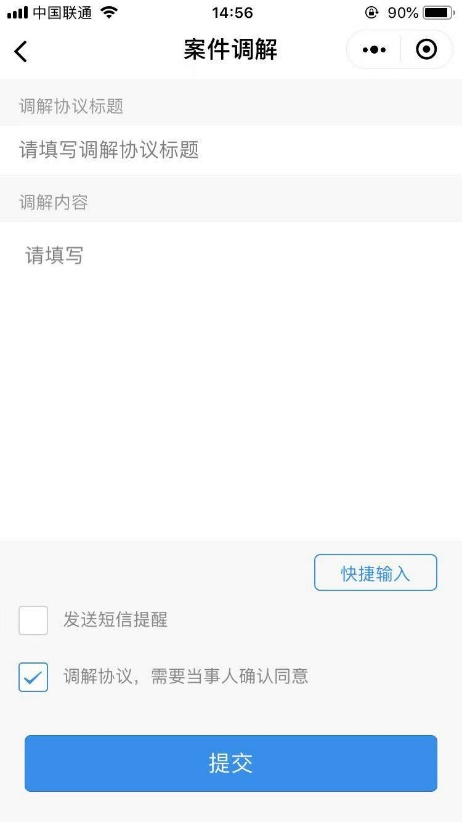 中国联通 14:56 90%
案件调解
调解协议标题
请填写调解协议标题
调解内容
请填写
快捷输入
发送短信提醒
调解协议，需要当事人确认同意
提交